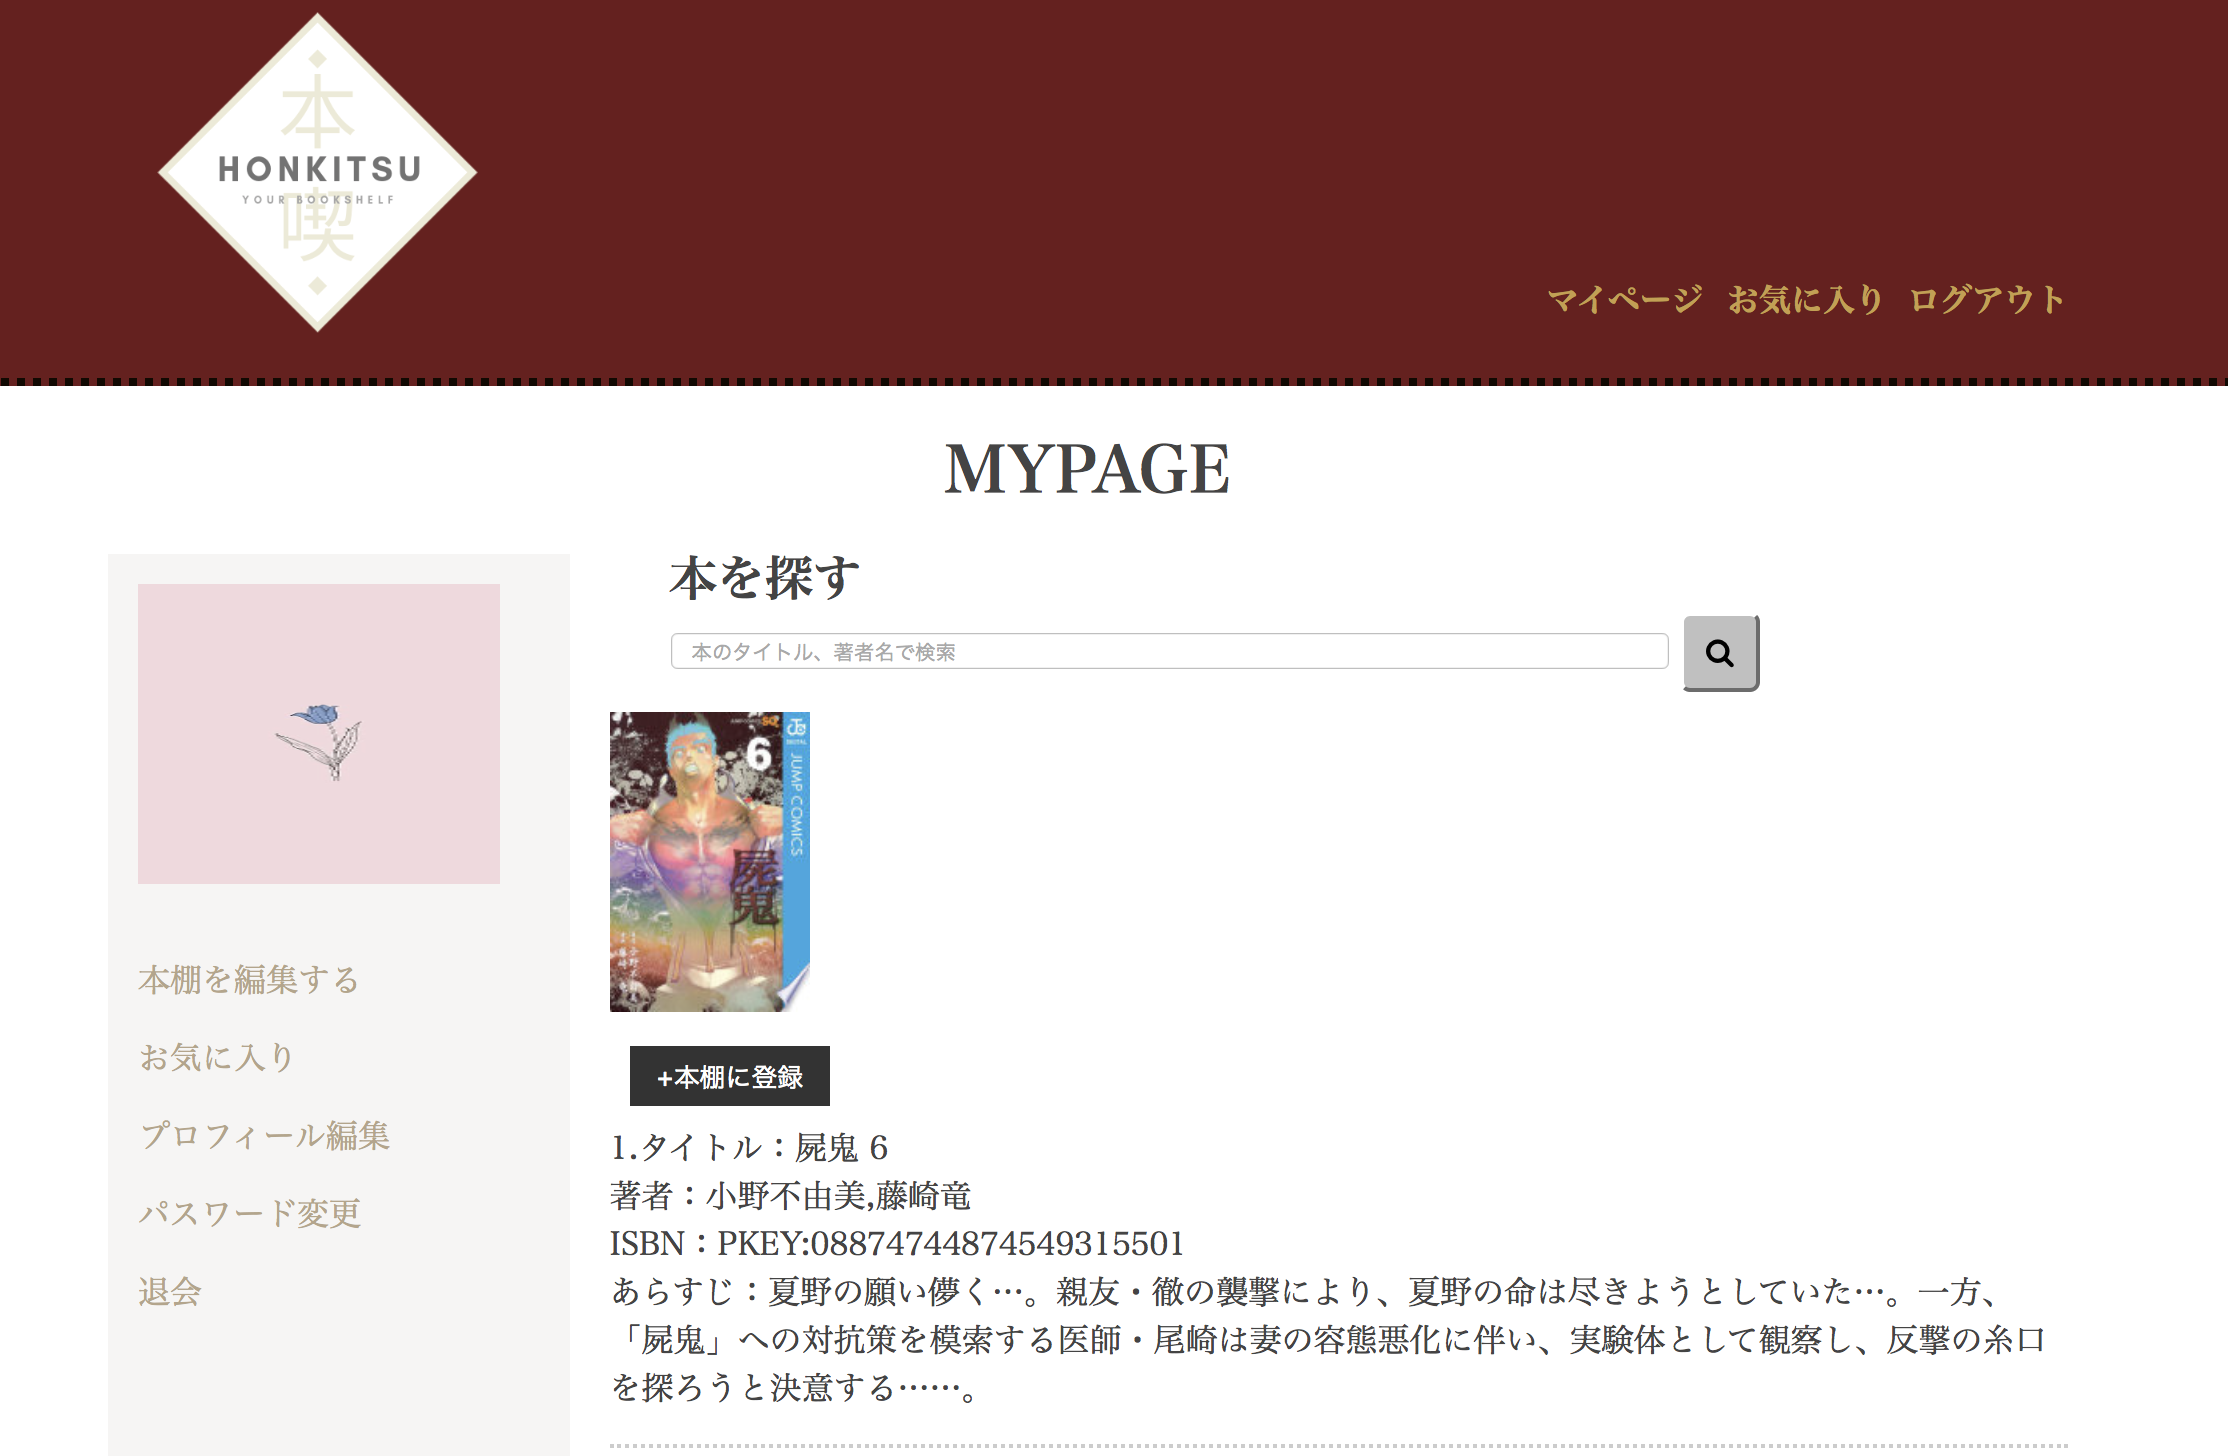 本
HONKITSU
YOUR BOOKSHELF
喫
マイページ お気に入り ログアウト
MYPAGE
本を探す
本のタイトル、著者名で検索
6
JUMP COMICS
屍鬼
本棚を編集する
お気に入り
プロフィール編集
パスワード変更
退会
+本棚に登録
1.タイトル：屍鬼 6
著者：小野不由美,藤崎竜
ISBN：PKEY:08874744874549315501
あらすじ：夏野の願い儚く…。親友・徹の襲撃により、夏野の命は尽きようとしていた…。一方、
「屍鬼」への対抗策を模索する医師・尾崎は妻の容態悪化に伴い、実験体として観察し、反撃の糸口
を探ろうと決意する……。